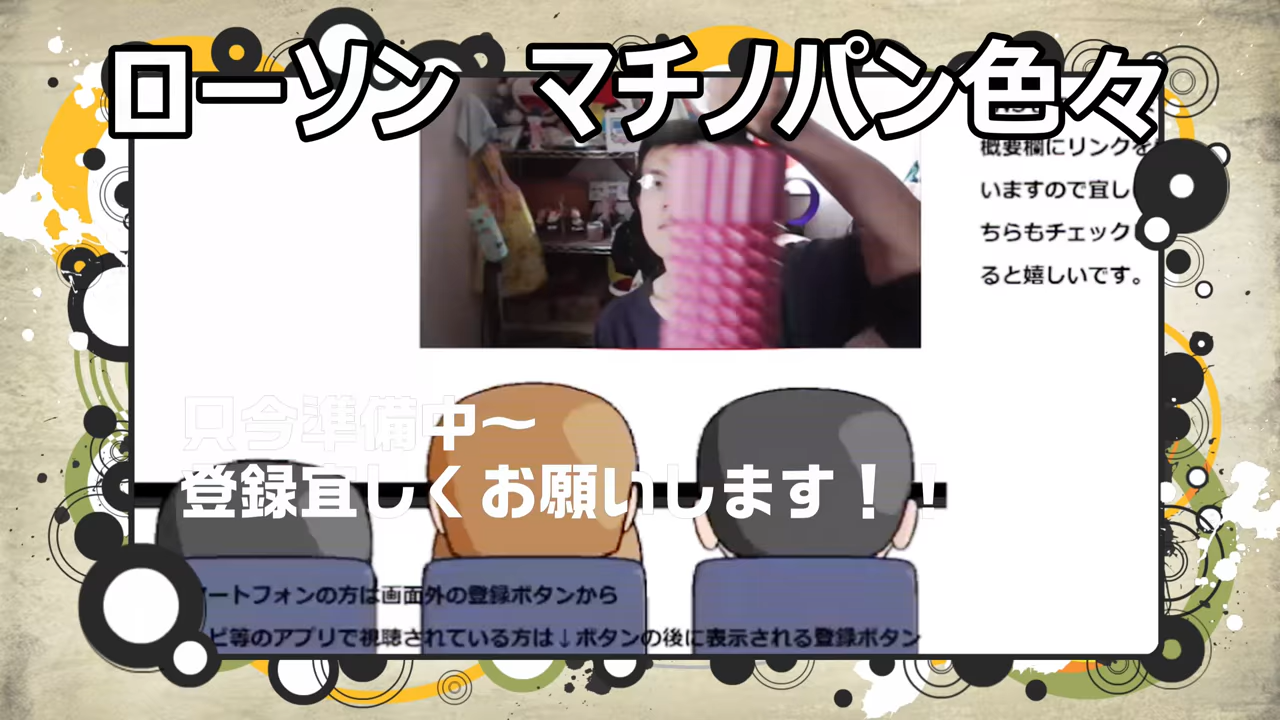 ローソン マチノパン色々
概要欄にリンクを
いますので宜し
ちらもチェック
ると嬉しいです。
只今準備中～
登録宜しくお願いします！！
ートフォンの方は画面外の登録ボタンから
ビ等のアプリで視聴されている方は↓ボタンの後に表示される登録ボタン